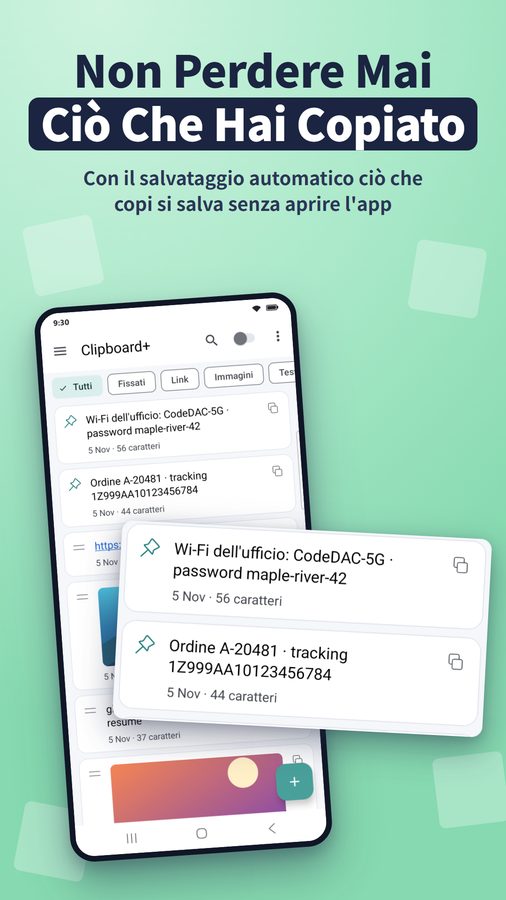 Non Perdere Mai
Ciò Che Hai Copiato
Con il salvataggio automatico ciò che
copi si salva senza aprire l'app
9:30
Clipboard+
Tutti
Fissati
Link
Immagini
Wi-Fi dell'ufficio: CodeDAC-5G ·
password maple-river-42
5 Nov · 56 caratteri
Ordine A-20481 · tracking
1Z999AA10123456784
5 Nov · 44 caratteri
https:
5 Nov
Wi-Fi dell'ufficio: CodeDAC-5G ·
password maple-river-42
5 Nov · 56 caratteri
Ordine A-20481 · tracking
1Z999AA10123456784
5 Nov · 44 caratteri
resume
5 Nov · 37 caratteri